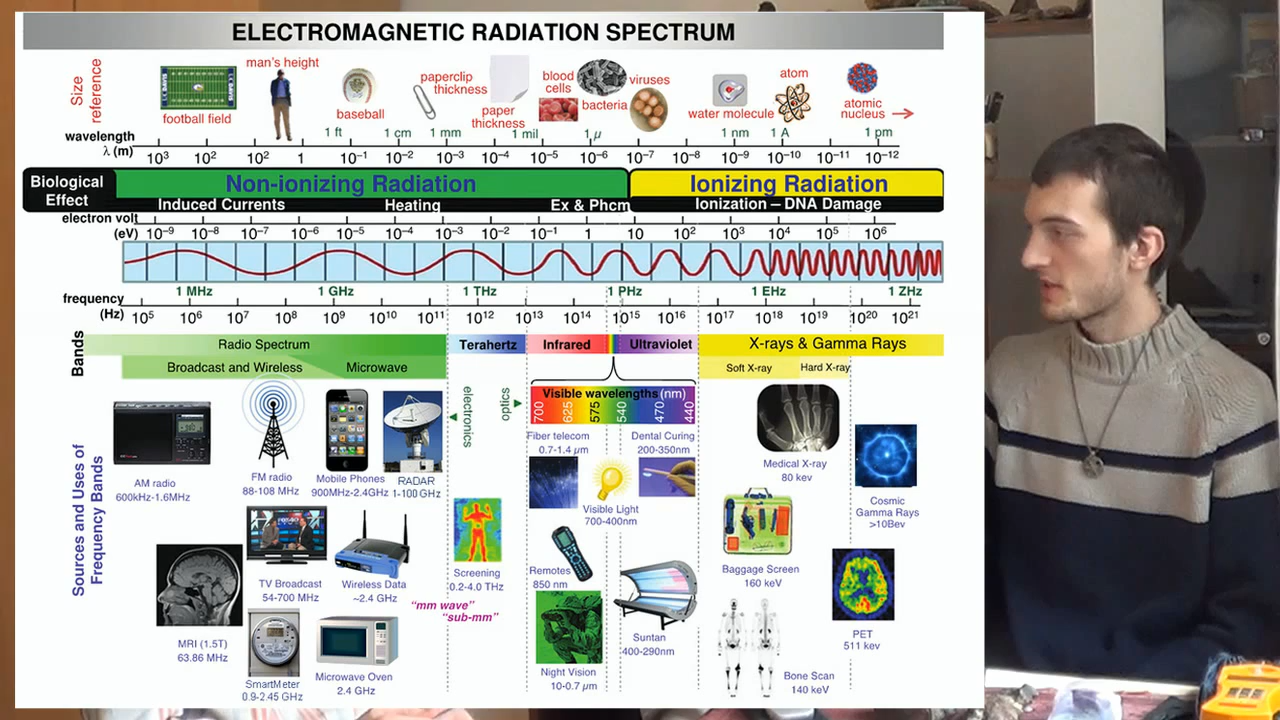 ELECTROMAGNETIC RADIATION SPECTRUM
Size reference
football field
man's height
baseball
paperclip thickness
paper thickness
blood cells
bacteria
viruses
water molecule
atom
atomic nucleus
1 ft 1 cm 1 mm 1 mil 1 µ 1 nm 1 A 1 pm
wavelength λ (m)
10³ 10² 10² 1 10⁻¹ 10⁻² 10⁻³ 10⁻⁴ 10⁻⁵ 10⁻⁶ 10⁻⁷ 10⁻⁸ 10⁻⁹ 10⁻¹⁰ 10⁻¹¹ 10⁻¹²
Biological Effect
Non-ionizing Radiation
Ionizing Radiation
Induced Currents Heating Ex & Phcm Ionization – DNA Damage
electron volt (eV)
10⁻⁹ 10⁻⁸ 10⁻⁷ 10⁻⁶ 10⁻⁵ 10⁻⁴ 10⁻³ 10⁻² 10⁻¹ 1 10 10² 10³ 10⁴ 10⁵ 10⁶
1 MHz 1 GHz 1 THz 1 PHz 1 EHz 1 ZHz
frequency (Hz)
10⁵ 10⁶ 10⁷ 10⁸ 10⁹ 10¹⁰ 10¹¹ 10¹² 10¹³ 10¹⁴ 10¹⁵ 10¹⁶ 10¹⁷ 10¹⁸ 10¹⁹ 10²⁰ 10²¹
Bands
Radio Spectrum Terahertz Infrared Ultraviolet X-rays & Gamma Rays
Broadcast and Wireless Microwave Soft X-ray Hard X-ray
electronics
optics
Visible wavelengths (nm)
700 625 575 540 470 440
Sources and Uses of Frequency Bands
AM radio
600kHz-1.6MHz
FM radio
88-108 MHz
Mobile Phones
900MHz-2.4GHz
RADAR
1-100 GHz
Fiber telecom
0.7-1.4 µm
Dental Curing
200-350nm
Visible Light
700-400nm
Medical X-ray
80 kev
Cosmic
Gamma Rays
>10Bev
TV Broadcast
54-700 MHz
Wireless Data
~2.4 GHz
Screening
0.2-4.0 THz
"mm wave"
"sub-mm"
Remotes
850 nm
Baggage Screen
160 keV
MRI (1.5T)
63.86 MHz
SmartMeter
0.9-2.45 GHz
Microwave Oven
2.4 GHz
Night Vision
10-0.7 µm
Suntan
400-290nm
Bone Scan
140 keV
PET
511 kev